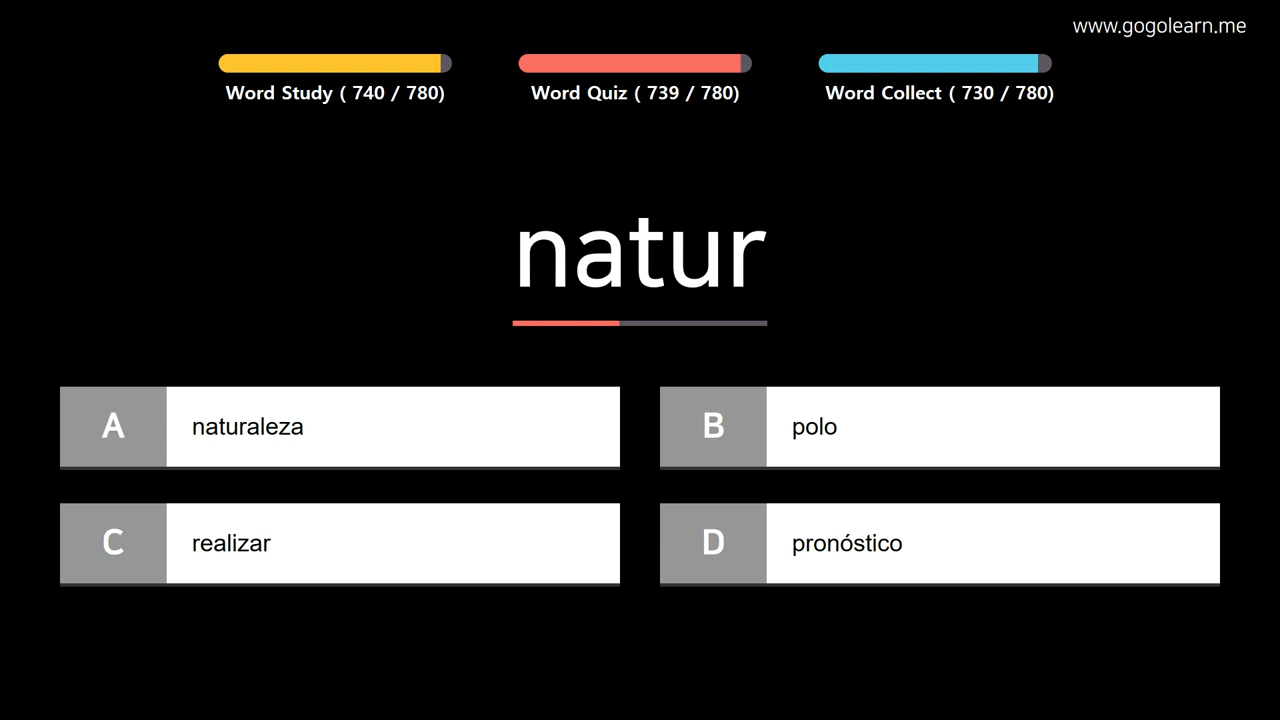 www.gogolearn.me
Word Study ( 740 / 780)
Word Quiz ( 739 / 780)
Word Collect ( 730 / 780)
natur
A naturaleza
B polo
C realizar
D pronóstico